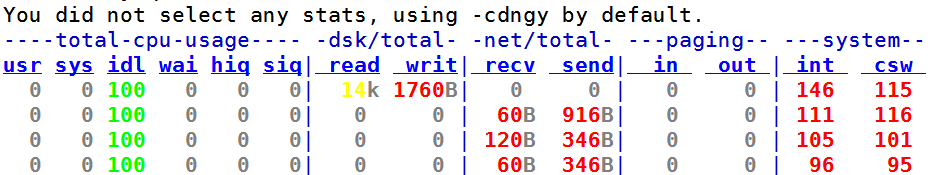 You did not select any stats, using -cdngy by default.
----total-cpu-usage---- -dsk/total- -net/total- ---paging-- ---system--
usr sys idl wai hiq siq| read  writ| recv  send|  in   out | int   csw
  0   0 100   0   0   0|  14k 1760B|   0     0 |   0     0 | 146   115
  0   0 100   0   0   0|   0     0 |  60B  916B|   0     0 | 111   116
  0   0 100   0   0   0|   0     0 | 120B  346B|   0     0 | 105   101
  0   0 100   0   0   0|   0     0 |  60B  346B|   0     0 |  96    95